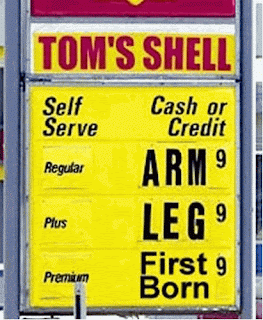 TOM'S SHELL
Self Cash or
Serve Credit
Regular ARM 9
Plus LEG 9
Premium First 9
Born